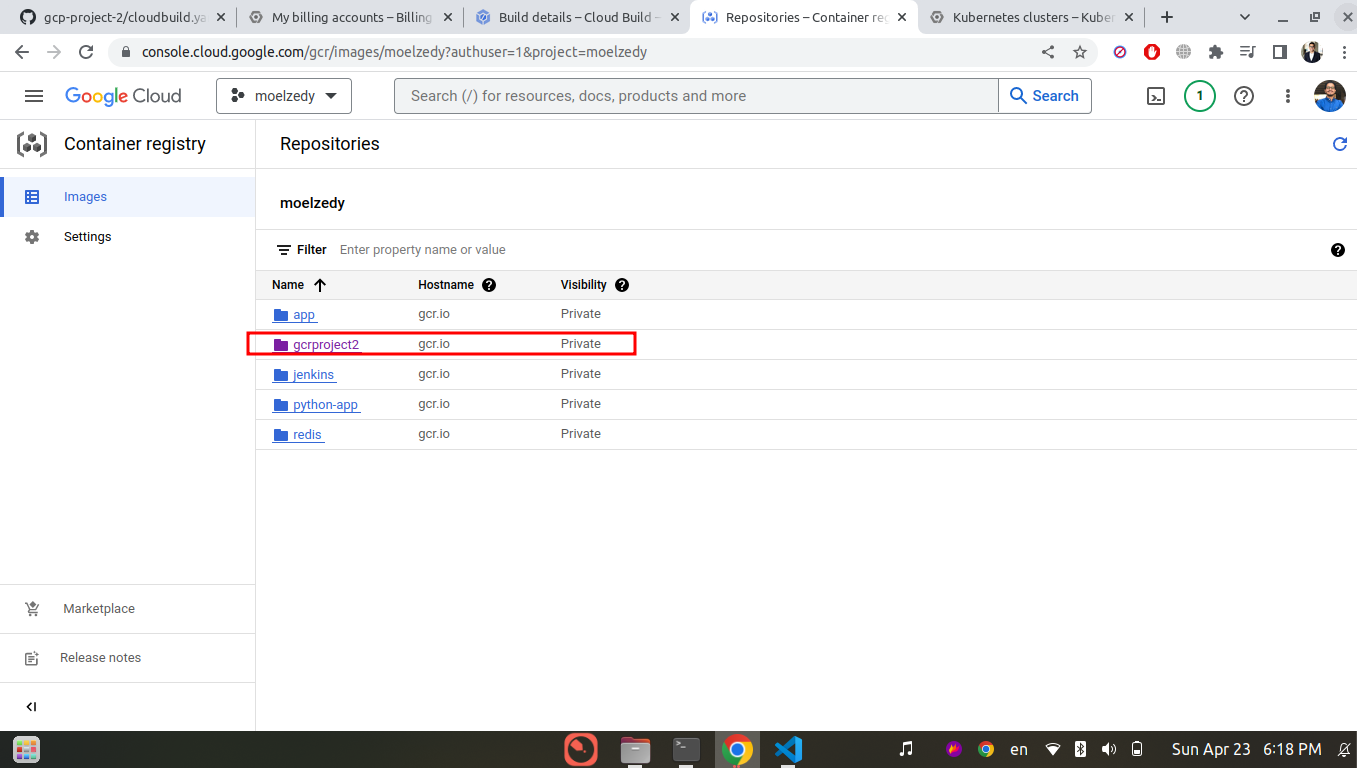 gcp-project-2/cloudbuild.ya
My billing accounts – Billing
Build details – Cloud Build –
Repositories – Container reg
Kubernetes clusters – Kuber
console.cloud.google.com/gcr/images/moelzedy?authuser=1&project=moelzedy
Google Cloud
moelzedy
Search (/) for resources, docs, products and more
Search
1
Container registry
Repositories
Images
Settings
moelzedy
Filter Enter property name or value
Name Hostname Visibility
app gcr.io Private
gcrproject2 gcr.io Private
jenkins gcr.io Private
python-app gcr.io Private
redis gcr.io Private
Marketplace
Release notes
en
Sun Apr 23 6:18 PM